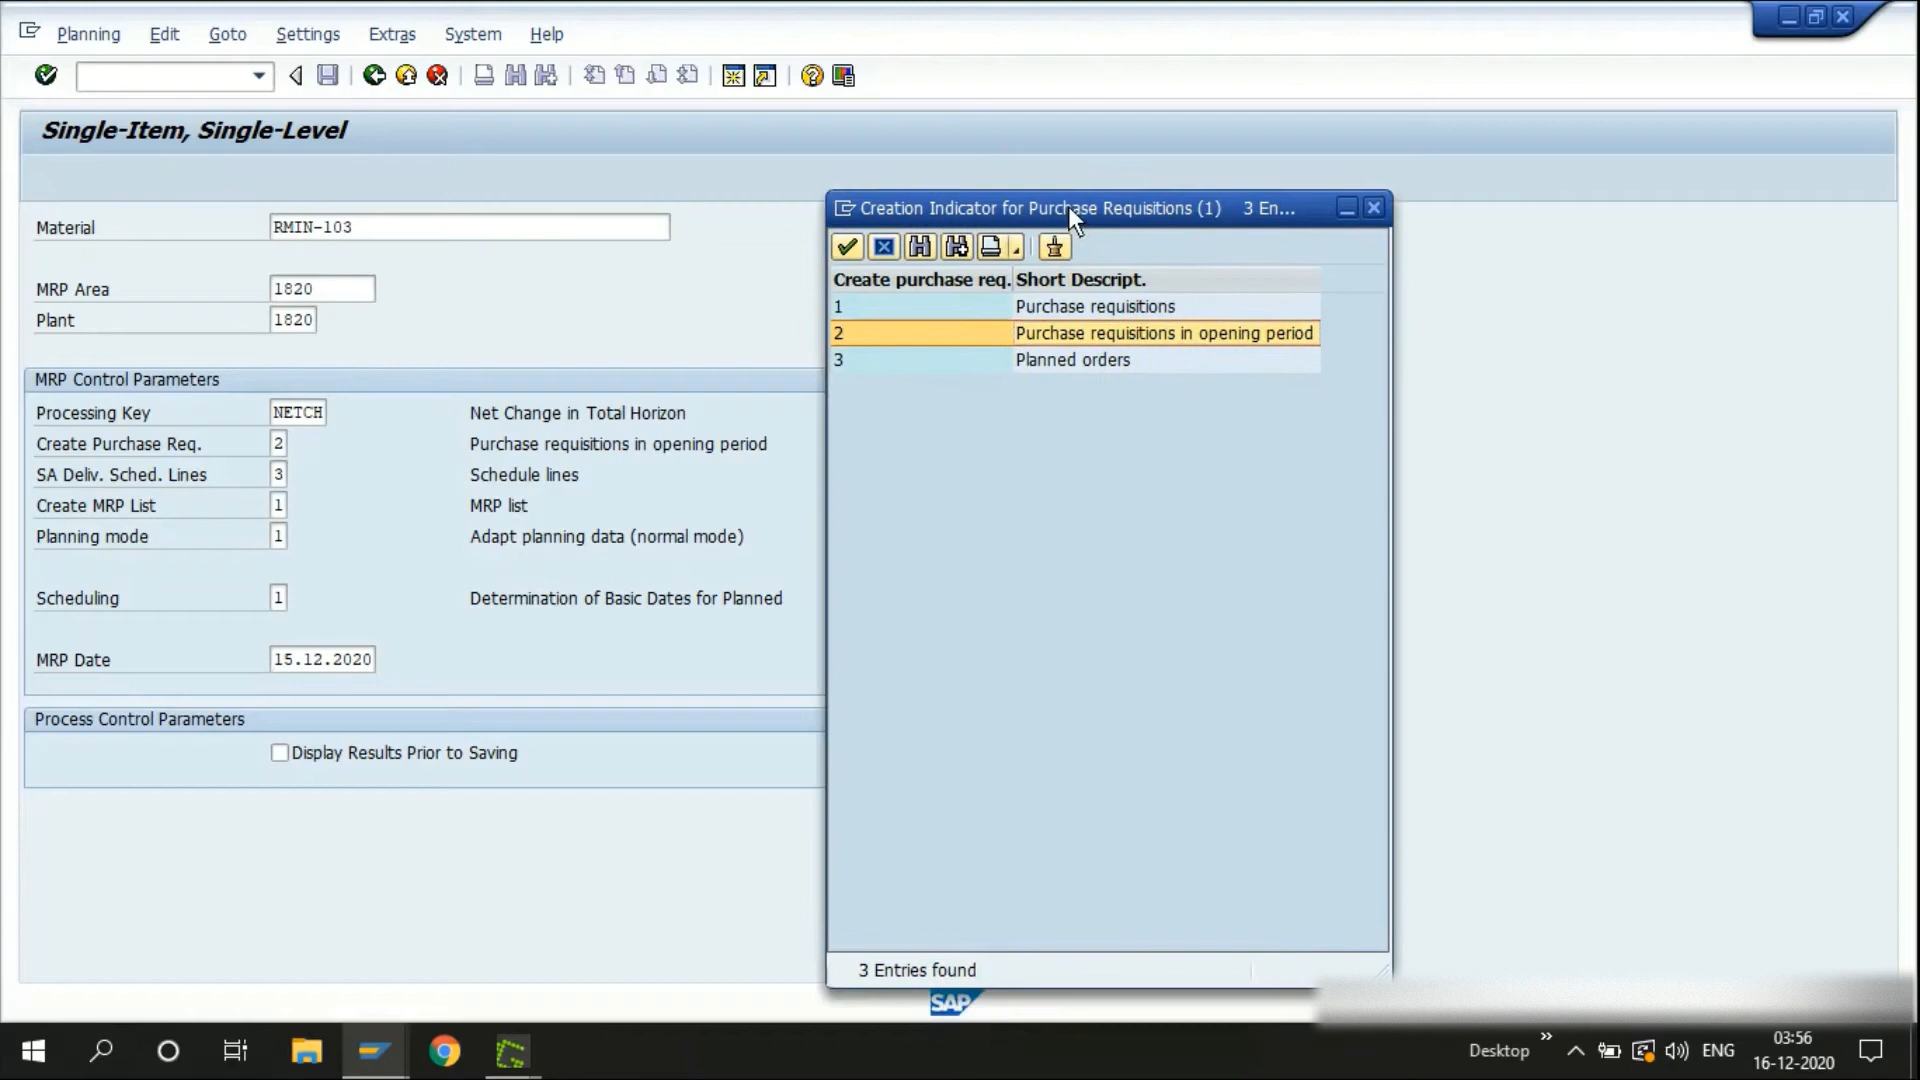 Planning Edit Goto Settings Extras System Help
Single-Item, Single-Level
Material RMIN-103
MRP Area 1820
Plant 1820
MRP Control Parameters
Processing Key NETCH Net Change in Total Horizon
Create Purchase Req. 2 Purchase requisitions in opening period
SA Deliv. Sched. Lines 3 Schedule lines
Create MRP List 1 MRP list
Planning mode 1 Adapt planning data (normal mode)
Scheduling 1 Determination of Basic Dates for Planned
MRP Date 15.12.2020
Process Control Parameters
Display Results Prior to Saving
Creation Indicator for Purchase Requisitions (1) 3 En...
Create purchase req. Short Descript.
1 Purchase requisitions
2 Purchase requisitions in opening period
3 Planned orders
3 Entries found
SAP
Desktop » ENG 03:56
16-12-2020